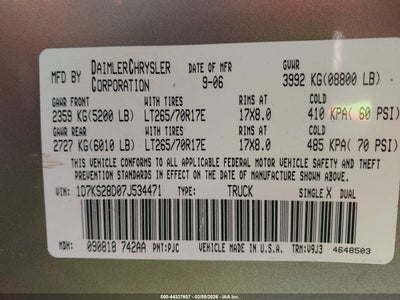 MFD BY DAIMLERCHRYSLER CORPORATION DATE OF MFR 9-06 GVWR 3992 KG(08800 LB)
GAWR FRONT WITH TIRES RIMS AT COLD
2359 KG(5200 LB) LT265/70R17E 17X8.0 410 KPA( 60 PSI)
GAWR REAR WITH TIRES RIMS AT COLD
2727 KG(6010 LB) LT265/70R17E 17X8.0 485 KPA( 70 PSI)
THIS VEHICLE CONFORMS TO ALL APPLICABLE FEDERAL MOTOR VEHICLE SAFETY AND THEFT
PREVENTION STANDARDS IN EFFECT ON THE DATE OF MANUFACTURE SHOWN ABOVE.
VIN: 1D7KS28D07J534471 TYPE: TRUCK SINGLE X DUAL
MDH: 090818 742AA PNT:PJC VEHICLE MADE IN U.S.A. TRM:V9J3 4648503
000-44327657 - 02/05/2026 - IAA Inc.